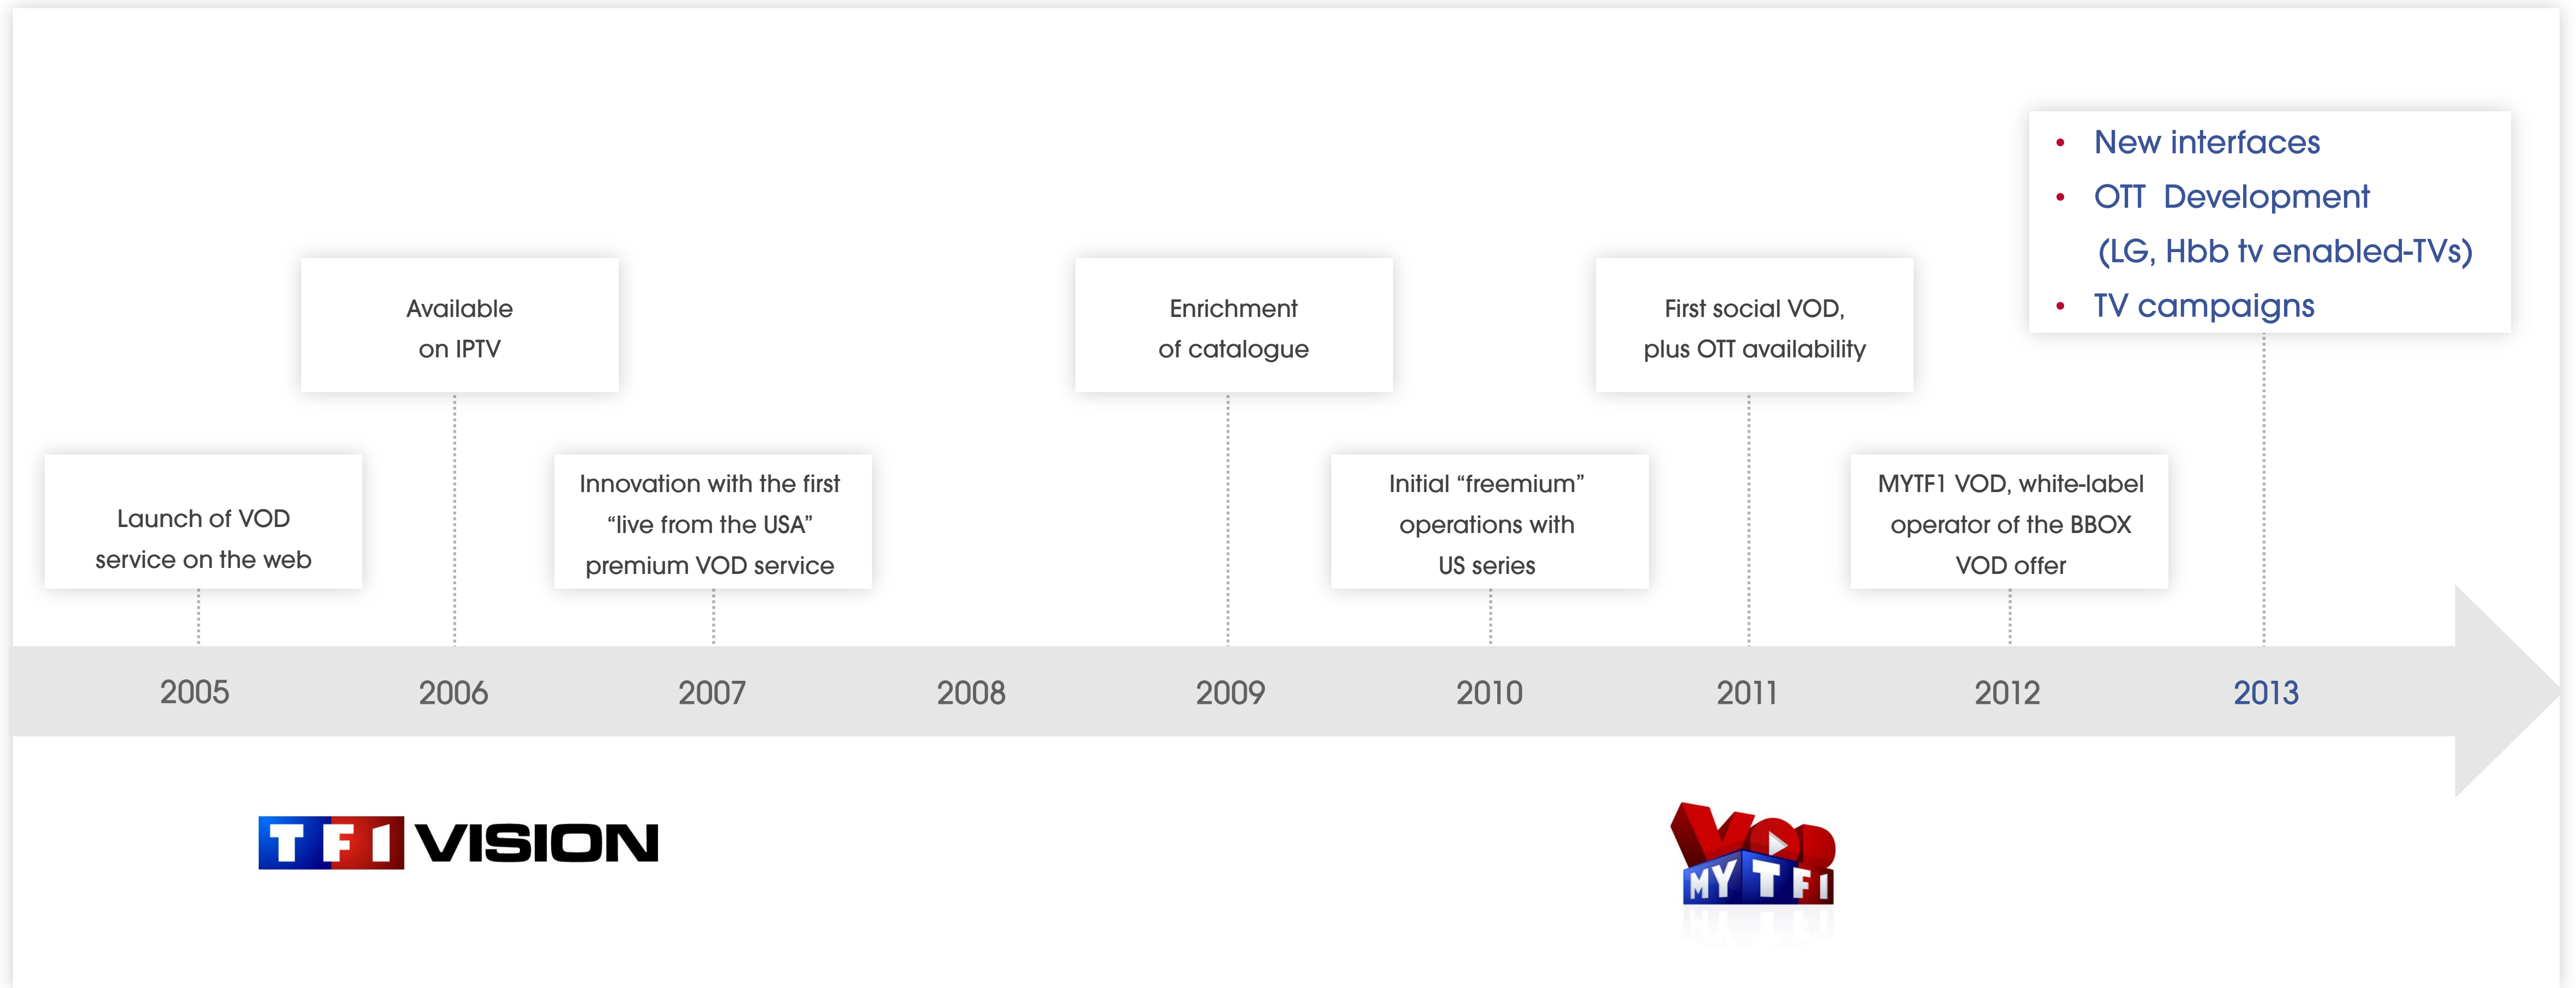 • New interfaces
• OTT Development
(LG, Hbb tv enabled-TVs)
• TV campaigns
Available
on IPTV
Enrichment
of catalogue
First social VOD,
plus OTT availability
Launch of VOD
service on the web
Innovation with the first
“live from the USA”
premium VOD service
Initial “freemium”
operations with
US series
MYTF1 VOD, white-label
operator of the BBOX
VOD offer
2005
2006
2007
2008
2009
2010
2011
2012
2013
TF1 VISION
VOD
MYTF1